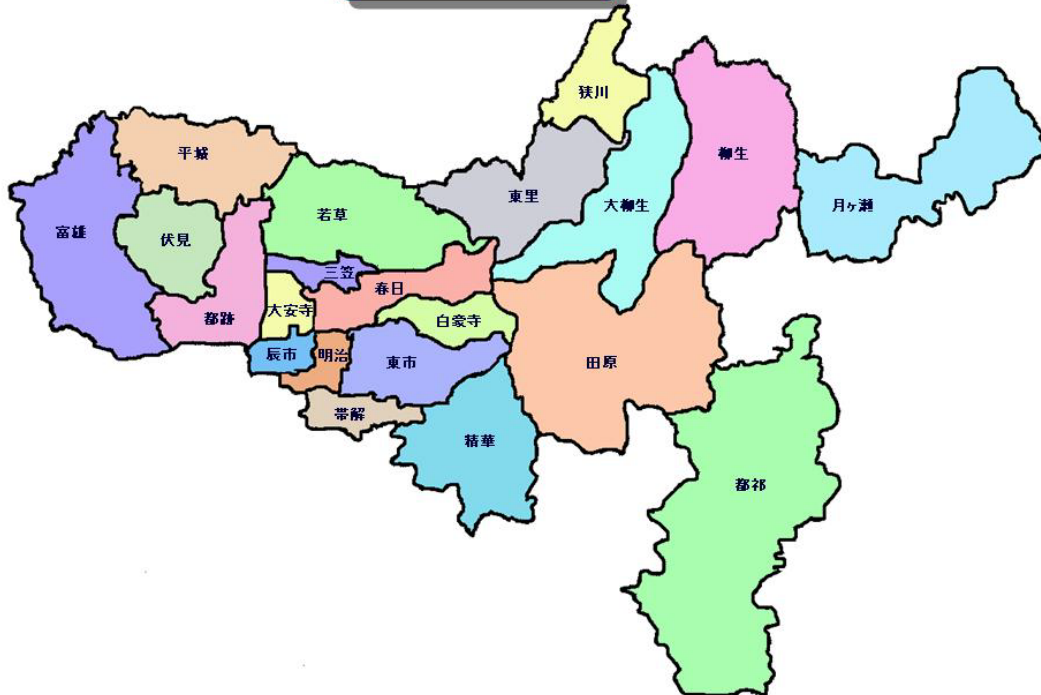 狭川
平城
柳生
東里
月ヶ瀬
大柳生
若草
富雄
伏見
三笠
春日
大安寺
都跡
白豪寺
辰市
明治
東市
田原
帯解
精華
都祁